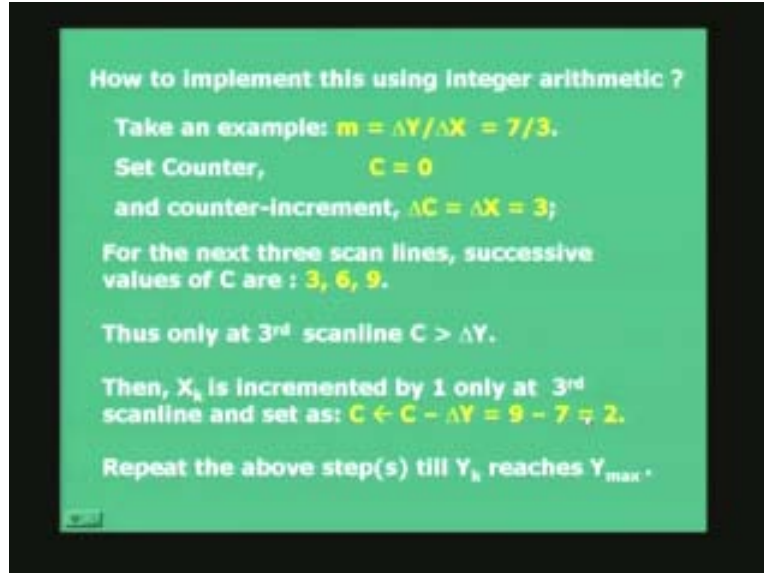 How to implement this using integer arithmetic ?
Take an example: m = ΔY/ΔX = 7/3.
Set Counter, C = 0
and counter-increment, ΔC = ΔX = 3;
For the next three scan lines, successive
values of C are : 3, 6, 9.
Thus only at 3rd scanline C > ΔY.
Then, Xk is incremented by 1 only at 3rd
scanline and set as: C ← C – ΔY = 9 – 7 = 2.
Repeat the above step(s) till Yk reaches Ymax.